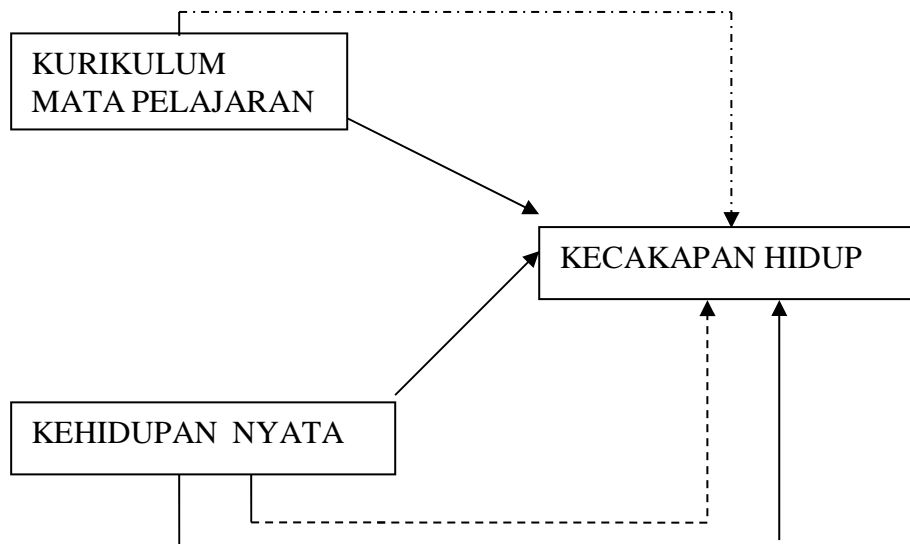 KURIKULUM
MATA PELAJARAN
KECAKAPAN HIDUP
KEHIDUPAN NYATA